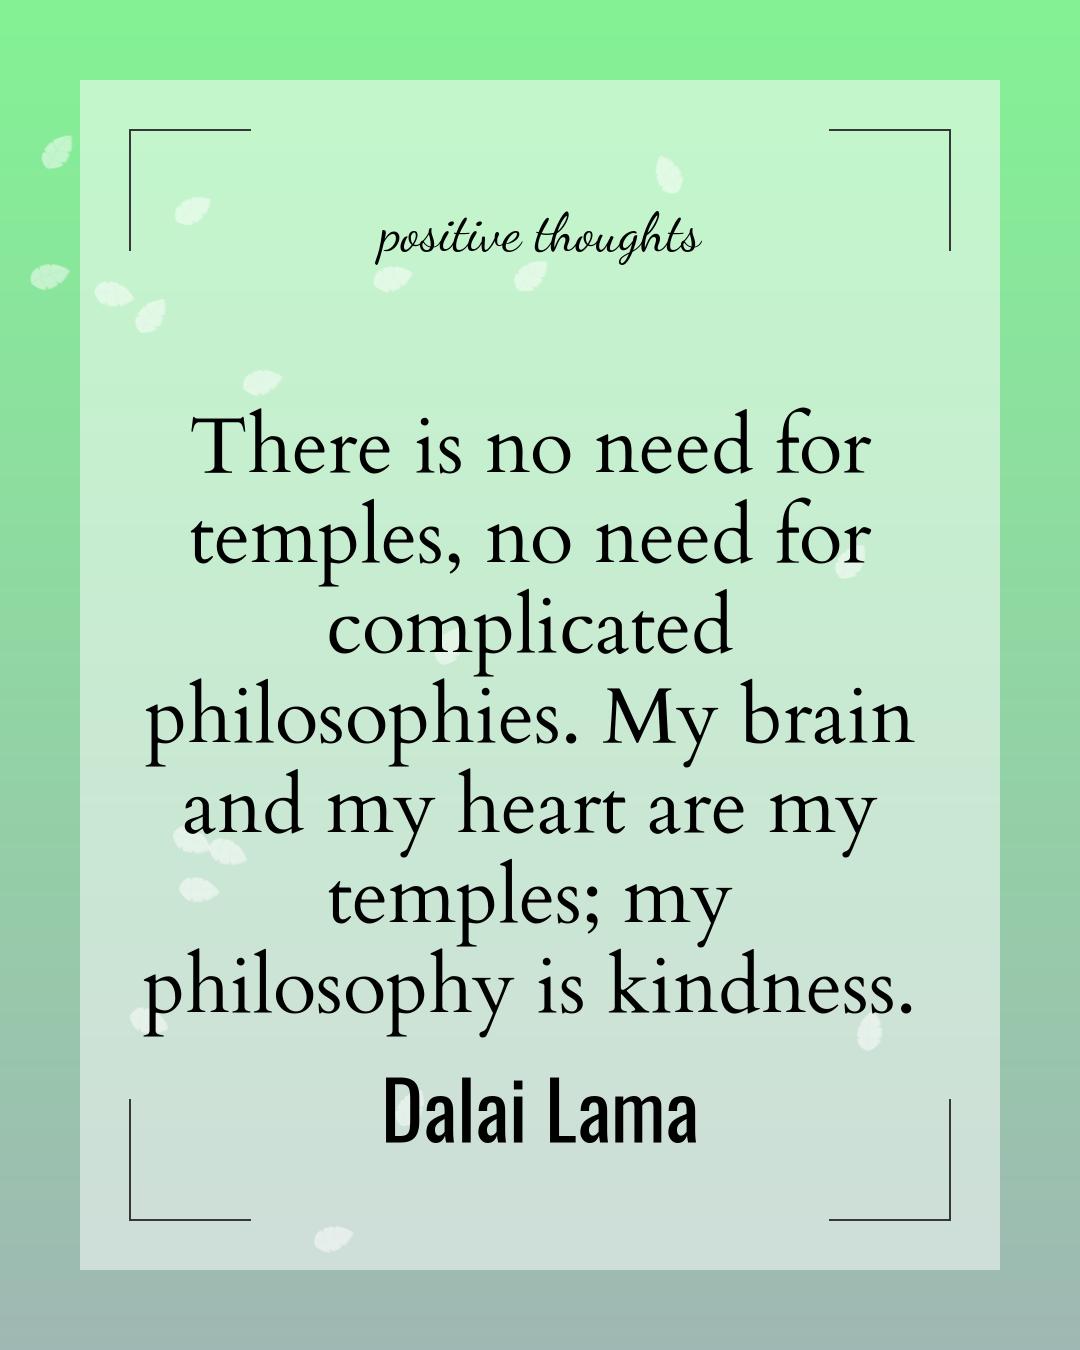 positive thoughts
There is no need for
temples, no need for
complicated
philosophies. My brain
and my heart are my
temples; my
philosophy is kindness.
Dalai Lama